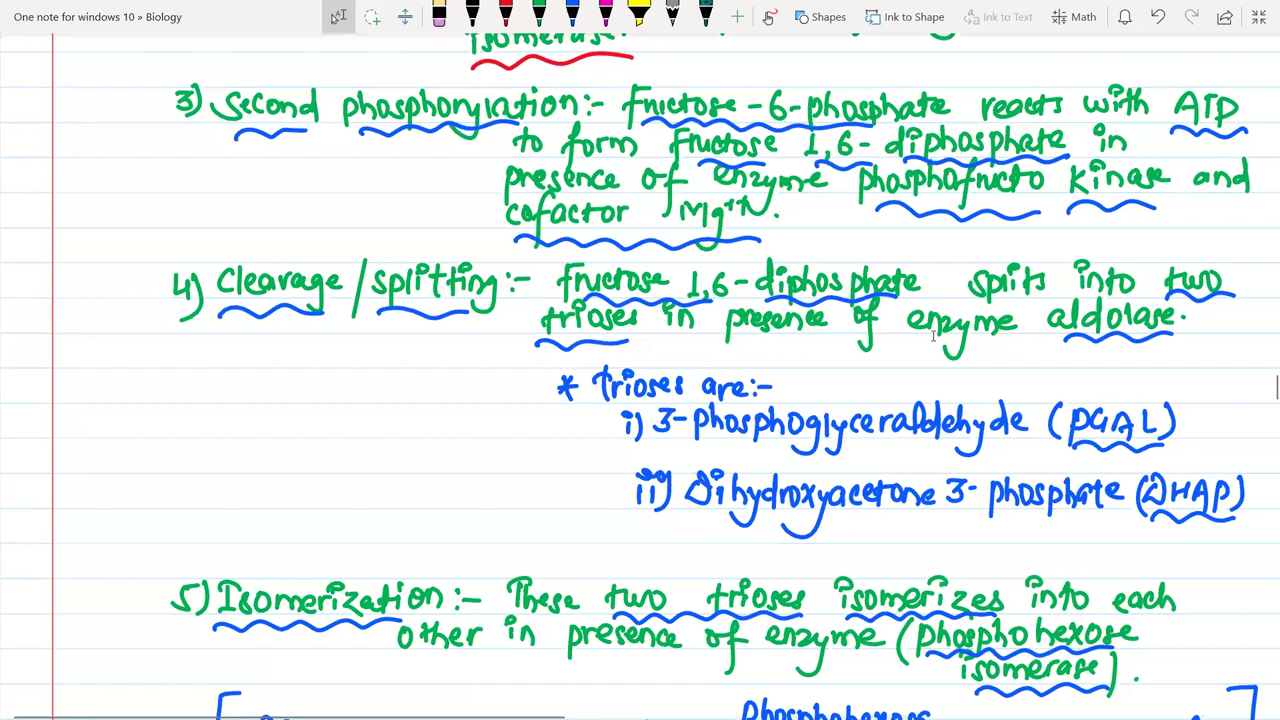 One note for windows 10 » Biology
Shapes
Ink to Shape
Ink to Text
Math
isomerase.
3) Second phosphorylation:- fructose-6-phosphate reacts with ATP
to form fructose 1,6-diphosphate in
presence of enzyme phosphofructo kinase and
cofactor Mg++.
4) Cleavage/splitting:- fructose 1,6-diphosphate splits into two
trioses in presence of enzyme aldolase.
* Trioses are:-
i) 3-phosphoglyceraldehyde (PGAL)
ii) Dihydroxyacetone 3-phosphate (DHAP)
5) Isomerization:- These two trioses isomerizes into each
other in presence of enzyme (phosphohexose
isomerase).
Phosphohexose